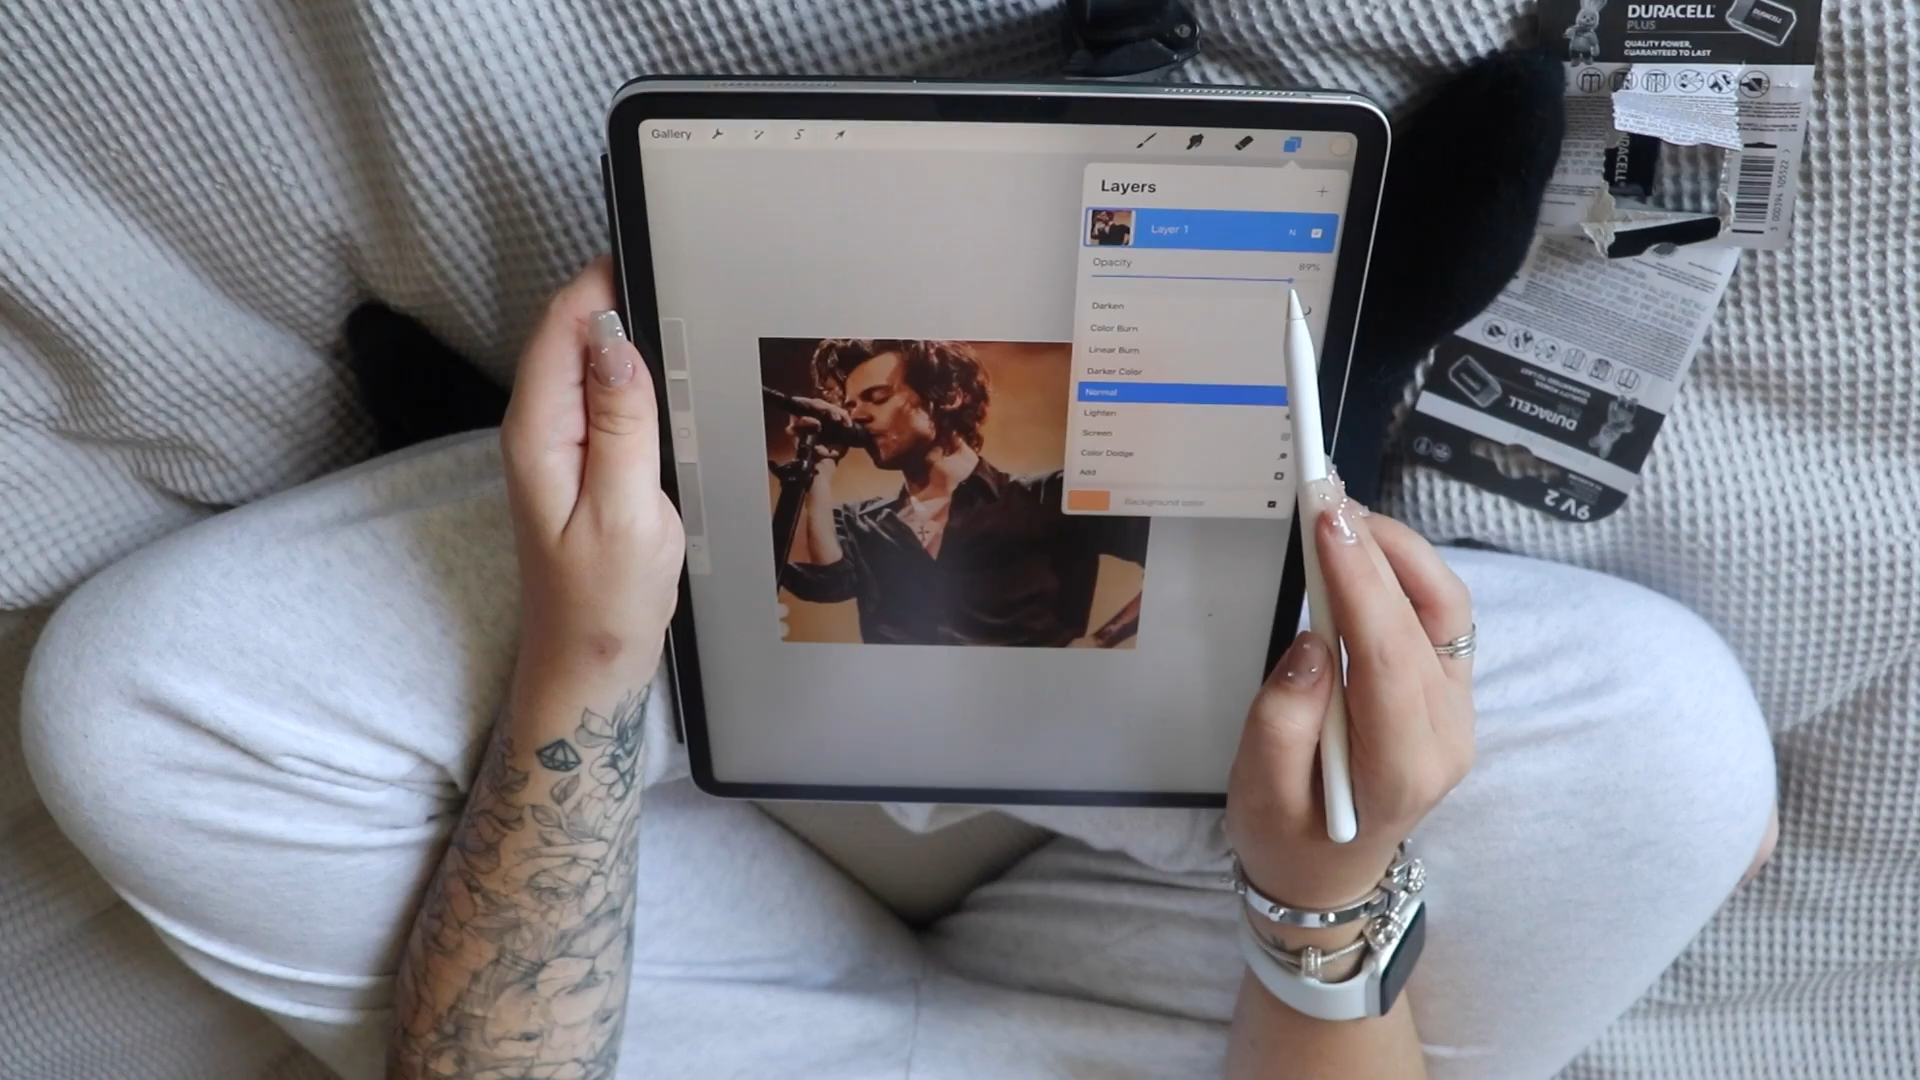 Gallery
Layers
Layer 1
N
Opacity
89%
Darken
Color Burn
Linear Burn
Darker Color
Normal
Lighten
Screen
Color Dodge
Add
Background color
DURACELL
PLUS
QUALITY POWER,
GUARANTEED TO LAST
DURACELL
DURACELL
9V 2